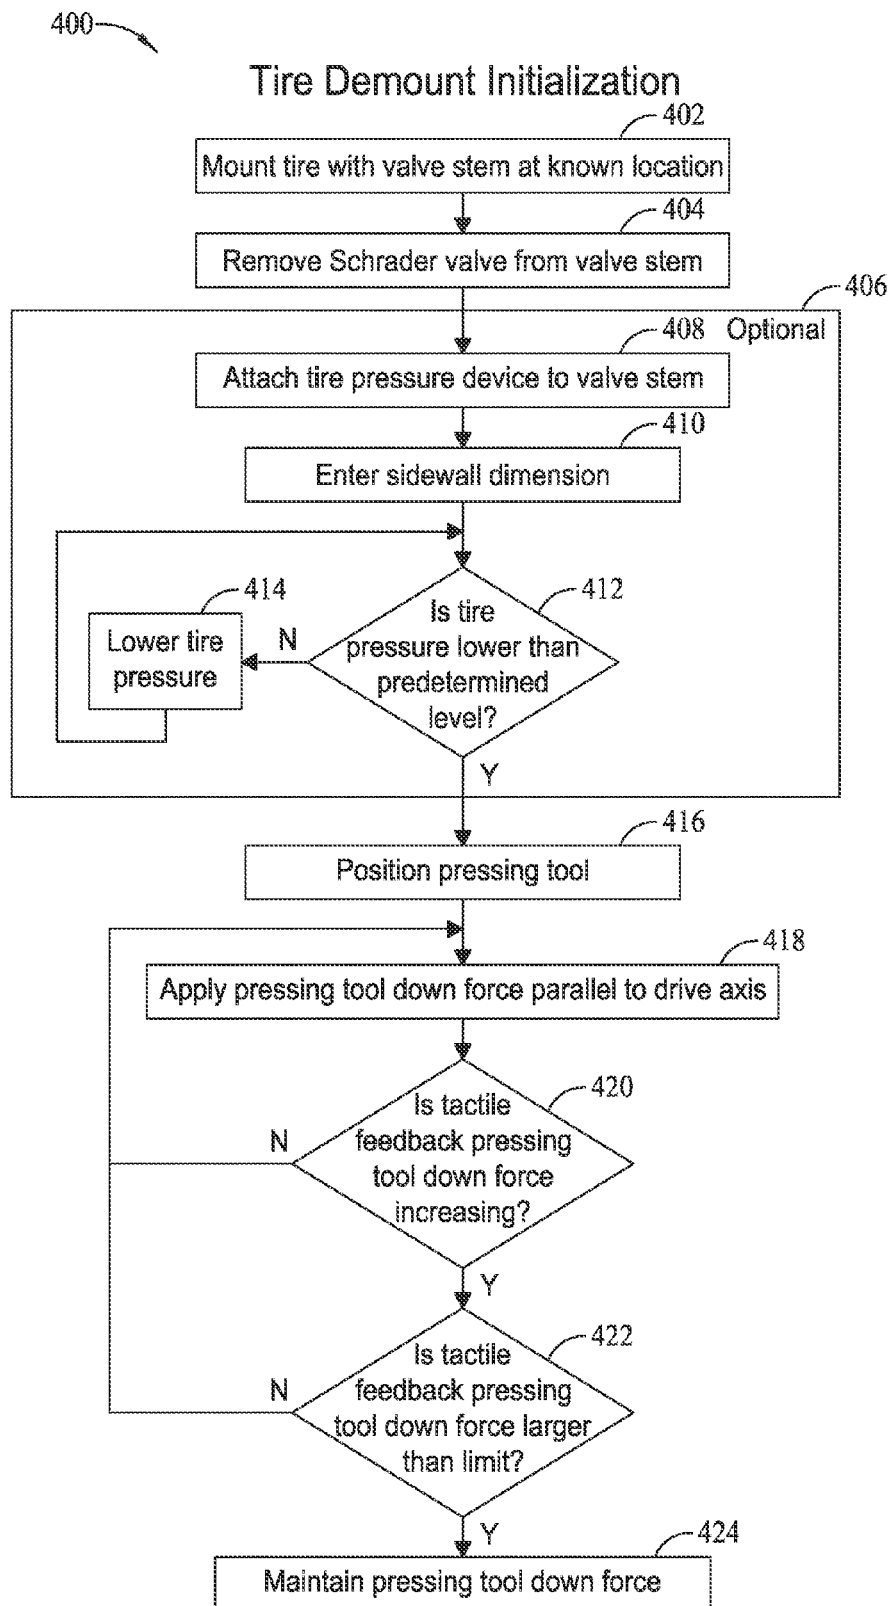 400
Tire Demount Initialization
402
Mount tire with valve stem at known location
404
Remove Schrader valve from valve stem
406
Optional
408
Attach tire pressure device to valve stem
410
Enter sidewall dimension
412
Is tire
pressure lower than
predetermined
level?
414
Lower tire
pressure
N
Y
416
Position pressing tool
418
Apply pressing tool down force parallel to drive axis
420
Is tactile
feedback pressing
tool down force
increasing?
N
Y
422
Is tactile
feedback pressing
tool down force larger
than limit?
N
Y
424
Maintain pressing tool down force